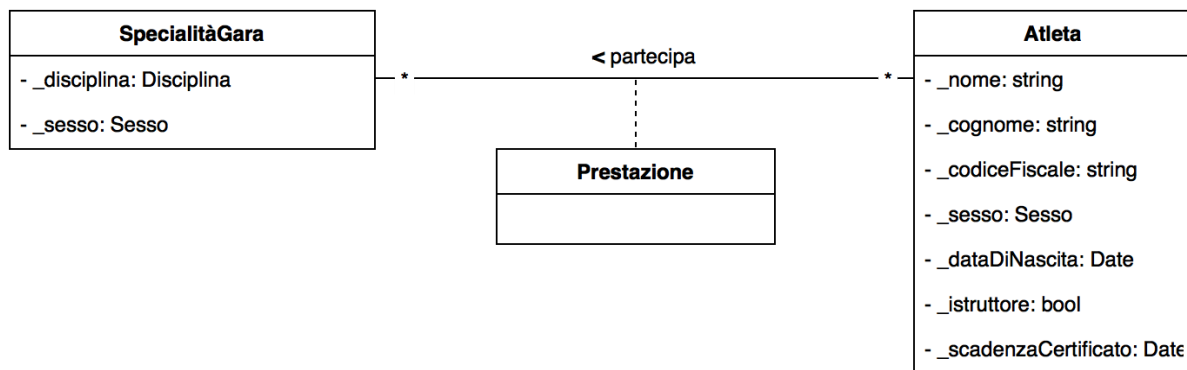 SpecialitàGara
- _disciplina: Disciplina
- _sesso: Sesso
*
< partecipa
*
Prestazione
Atleta
- _nome: string
- _cognome: string
- _codiceFiscale: string
- _sesso: Sesso
- _dataDiNascita: Date
- _istruttore: bool
- _scadenzaCertificato: Date